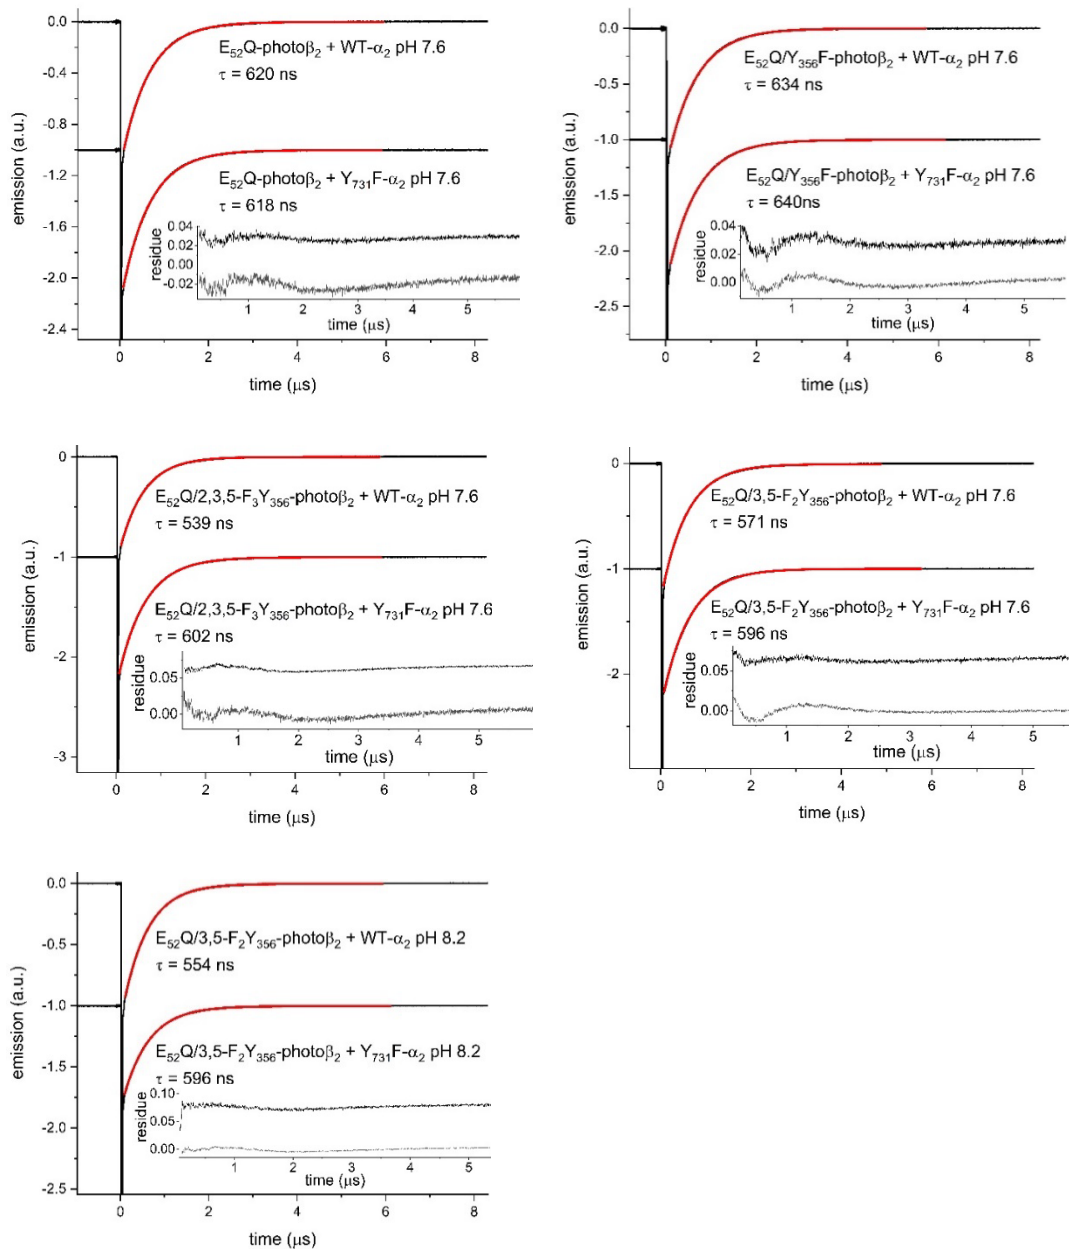 0.0
E₅₂Q-photoβ₂ + WT-α₂ pH 7.6
τ = 620 ns
-0.4
-0.8
-1.2
E₅₂Q-photoβ₂ + Y₇₃₁F-α₂ pH 7.6
τ = 618 ns
-1.6
-2.0
-2.4
emission (a.u.)
0.04
0.02
0.00
-0.02
residue
1 2 3 4 5
time (μs)
0 2 4 6 8
time (μs)
0.0
E₅₂Q/Y₃₅₆F-photoβ₂ + WT-α₂ pH 7.6
τ = 634 ns
-0.5
-1.0
E₅₂Q/Y₃₅₆F-photoβ₂ + Y₇₃₁F-α₂ pH 7.6
τ = 640ns
-1.5
-2.0
-2.5
emission (a.u.)
0.04
0.00
residue
1 2 3 4 5
time (μs)
0 2 4 6 8
time (μs)
0
E₅₂Q/2,3,5-F₃Y₃₅₆-photoβ₂ + WT-α₂ pH 7.6
τ = 539 ns
-1
E₅₂Q/2,3,5-F₃Y₃₅₆-photoβ₂ + Y₇₃₁F-α₂ pH 7.6
τ = 602 ns
-2
-3
emission (a.u.)
0.05
0.00
residue
1 2 3 4 5
time (μs)
0 2 4 6 8
time (μs)
0
E₅₂Q/3,5-F₂Y₃₅₆-photoβ₂ + WT-α₂ pH 7.6
τ = 571 ns
-1
E₅₂Q/3,5-F₂Y₃₅₆-photoβ₂ + Y₇₃₁F-α₂ pH 7.6
τ = 596 ns
-2
emission (a.u.)
0.05
0.00
residue
1 2 3 4 5
time (μs)
0 2 4 6 8
time (μs)
0.0
E₅₂Q/3,5-F₂Y₃₅₆-photoβ₂ + WT-α₂ pH 8.2
τ = 554 ns
-0.5
-1.0
E₅₂Q/3,5-F₂Y₃₅₆-photoβ₂ + Y₇₃₁F-α₂ pH 8.2
τ = 596 ns
-1.5
-2.0
-2.5
emission (a.u.)
0.10
0.05
0.00
residue
1 2 3 4 5
time (μs)
0 2 4 6 8
time (μs)